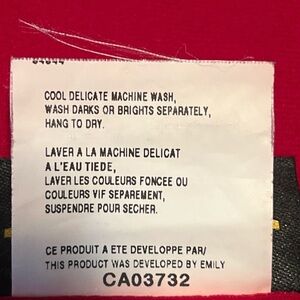 COOL DELICATE MACHINE WASH,
WASH DARKS OR BRIGHTS SEPARATELY,
HANG TO DRY.
LAVER A LA MACHINE DELICAT
A L'EAU TIEDE,
LAVER LES COULEURS FONCEE OU
COULEURS VIF SEPAREMENT,
SUSPENDRE POUR SECHER.
CE PRODUIT A ETE DEVELOPPE PAR/
THIS PRODUCT WAS DEVELOPED BY EMILY
CA03732